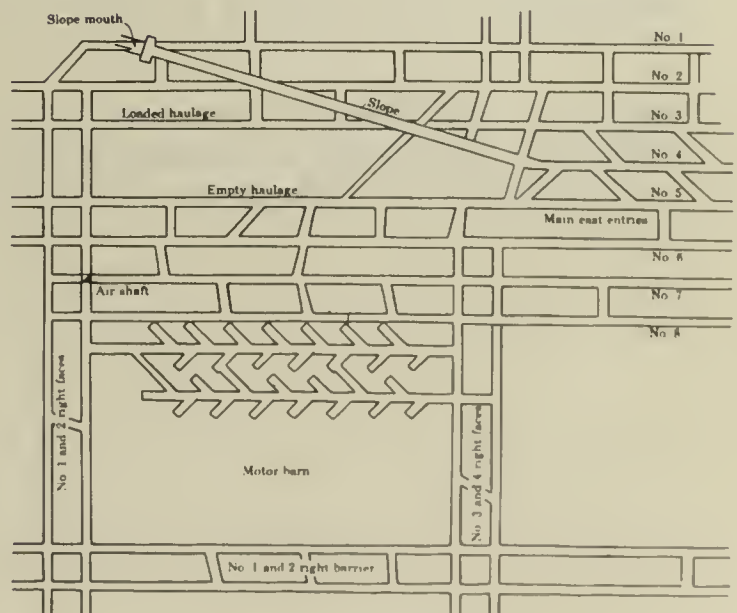 Slope mouth
No 1
No 2
Slope
Loaded haulage
No 3
No 4
Empty haulage
No 5
Main east entries
No 6
Air shaft
No 7
No 8
No 1 and 2 right faces
No 3 and 4 right faces
Motor barn
No 1 and 2 right barrier